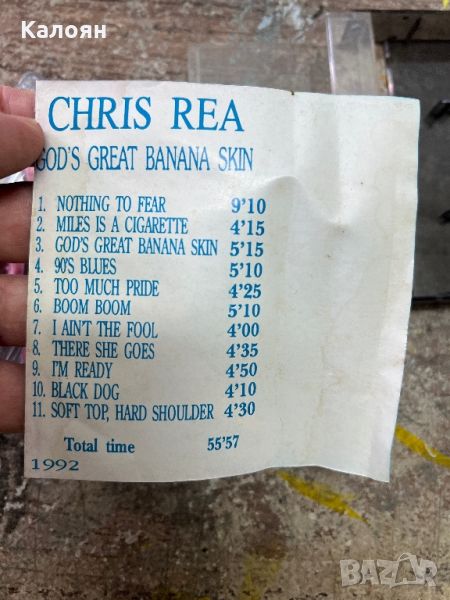 Калоян
CHRIS REA
GOD'S GREAT BANANA SKIN
1. NOTHING TO FEAR 9'10
2. MILES IS A CIGARETTE 4'15
3. GOD'S GREAT BANANA SKIN 5'15
4. 90'S BLUES 5'10
5. TOO MUCH PRIDE 4'25
6. BOOM BOOM 5'10
7. I AIN'T THE FOOL 4'00
8. THERE SHE GOES 4'35
9. I'M READY 4'50
10. BLACK DOG 4'10
11. SOFT TOP, HARD SHOULDER 4'30
Total time 55'57
1992
BAZAR